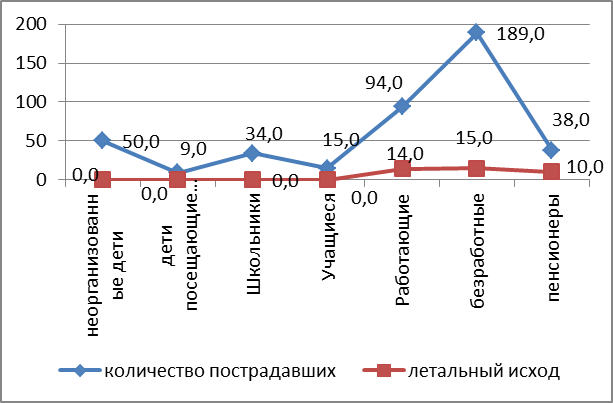 200
150
100
50
0
50,0
9,0
34,0
15,0
94,0
189,0
38,0
0,0
0,0
0,0
0,0
14,0
15,0
10,0
неорганизованн
ые дети
дети
посещающие...
Школьники
Учащиеся
Работающие
безработные
пенсионеры
количество пострадавших
летальный исход